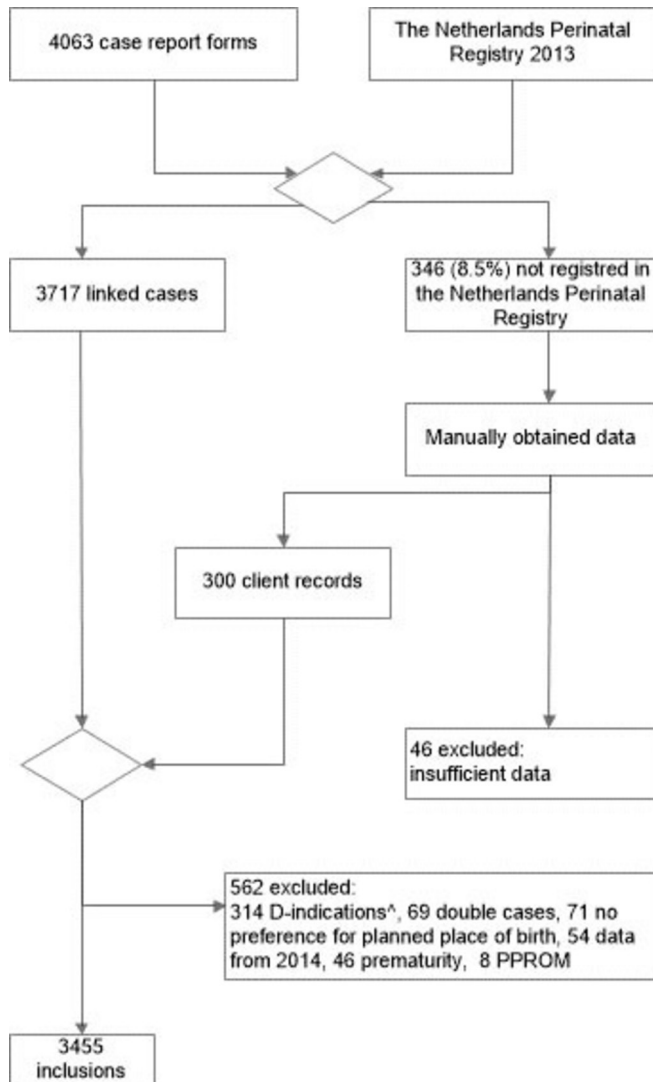 4063 case report forms
The Netherlands Perinatal
Registry 2013
3717 linked cases
346 (8.5%) not registred in
the Netherlands Perinatal
Registry
Manually obtained data
300 client records
46 excluded:
insufficient data
562 excluded:
314 D-indications^, 69 double cases, 71 no
preference for planned place of birth, 54 data
from 2014, 46 prematurity, 8 PPROM
3455
inclusions